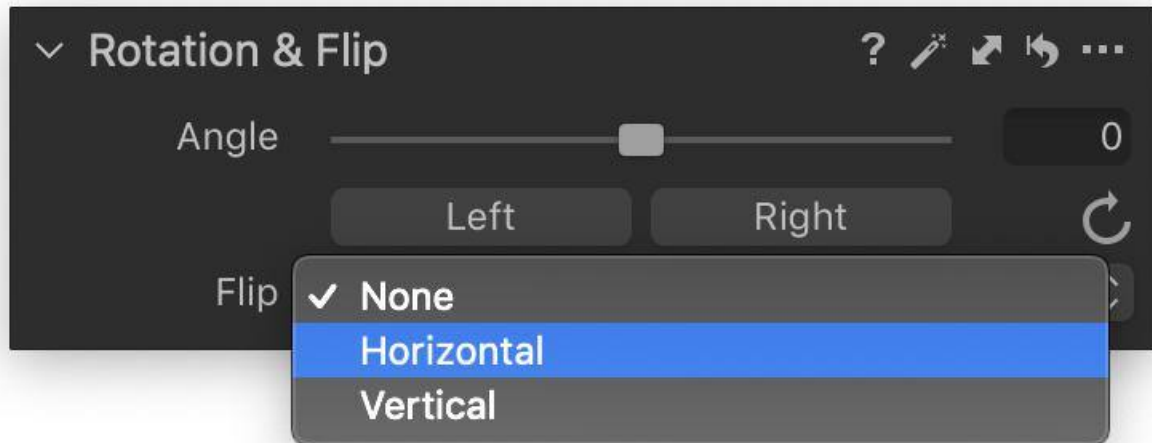 Rotation & Flip ? ...
Angle 0
Left Right
Flip ✓ None
Horizontal
Vertical